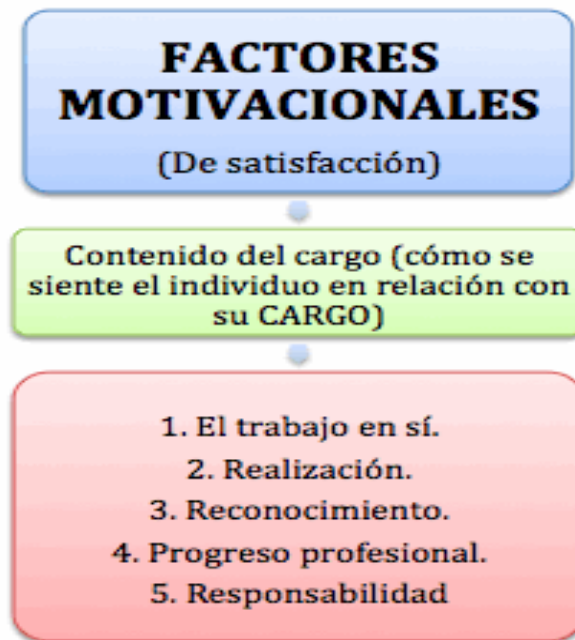 FACTORES
MOTIVACIONALES
(De satisfacción)
Contenido del cargo (cómo se
siente el individuo en relación con
su CARGO)
1. El trabajo en sí.
2. Realización.
3. Reconocimiento.
4. Progreso profesional.
5. Responsabilidad